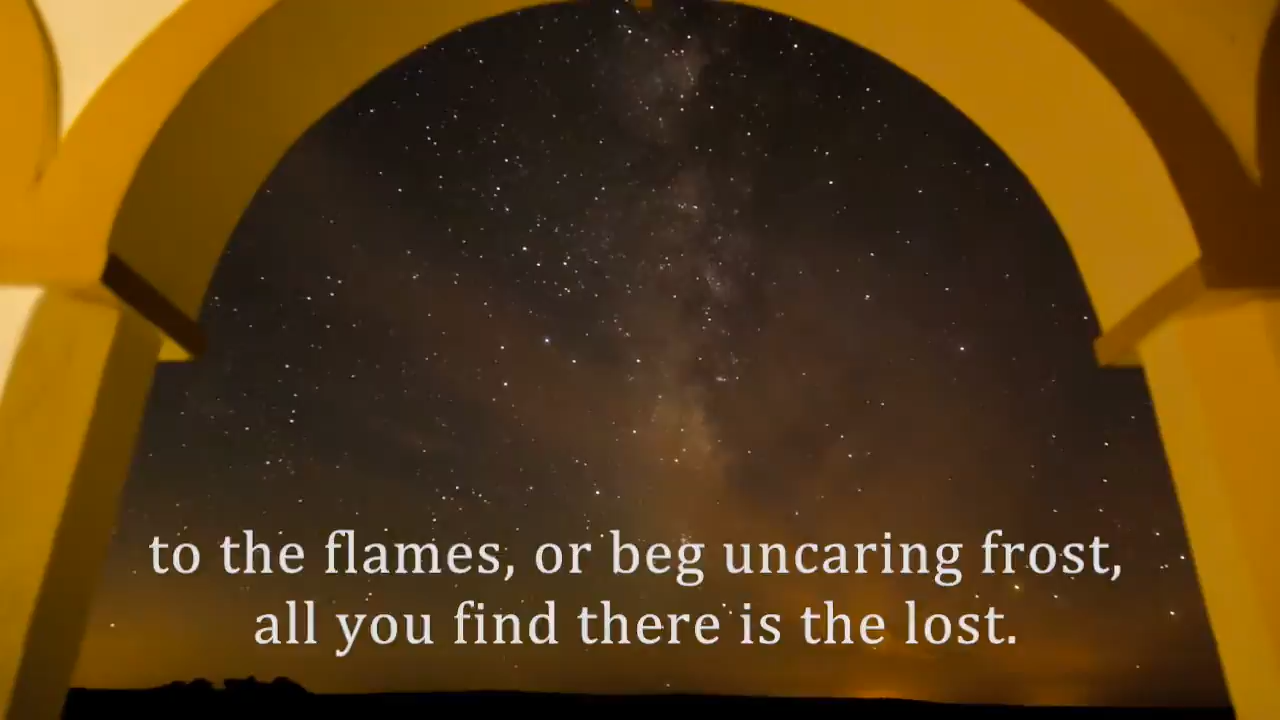 to the flames, or beg uncaring frost,
all you find there is the lost.